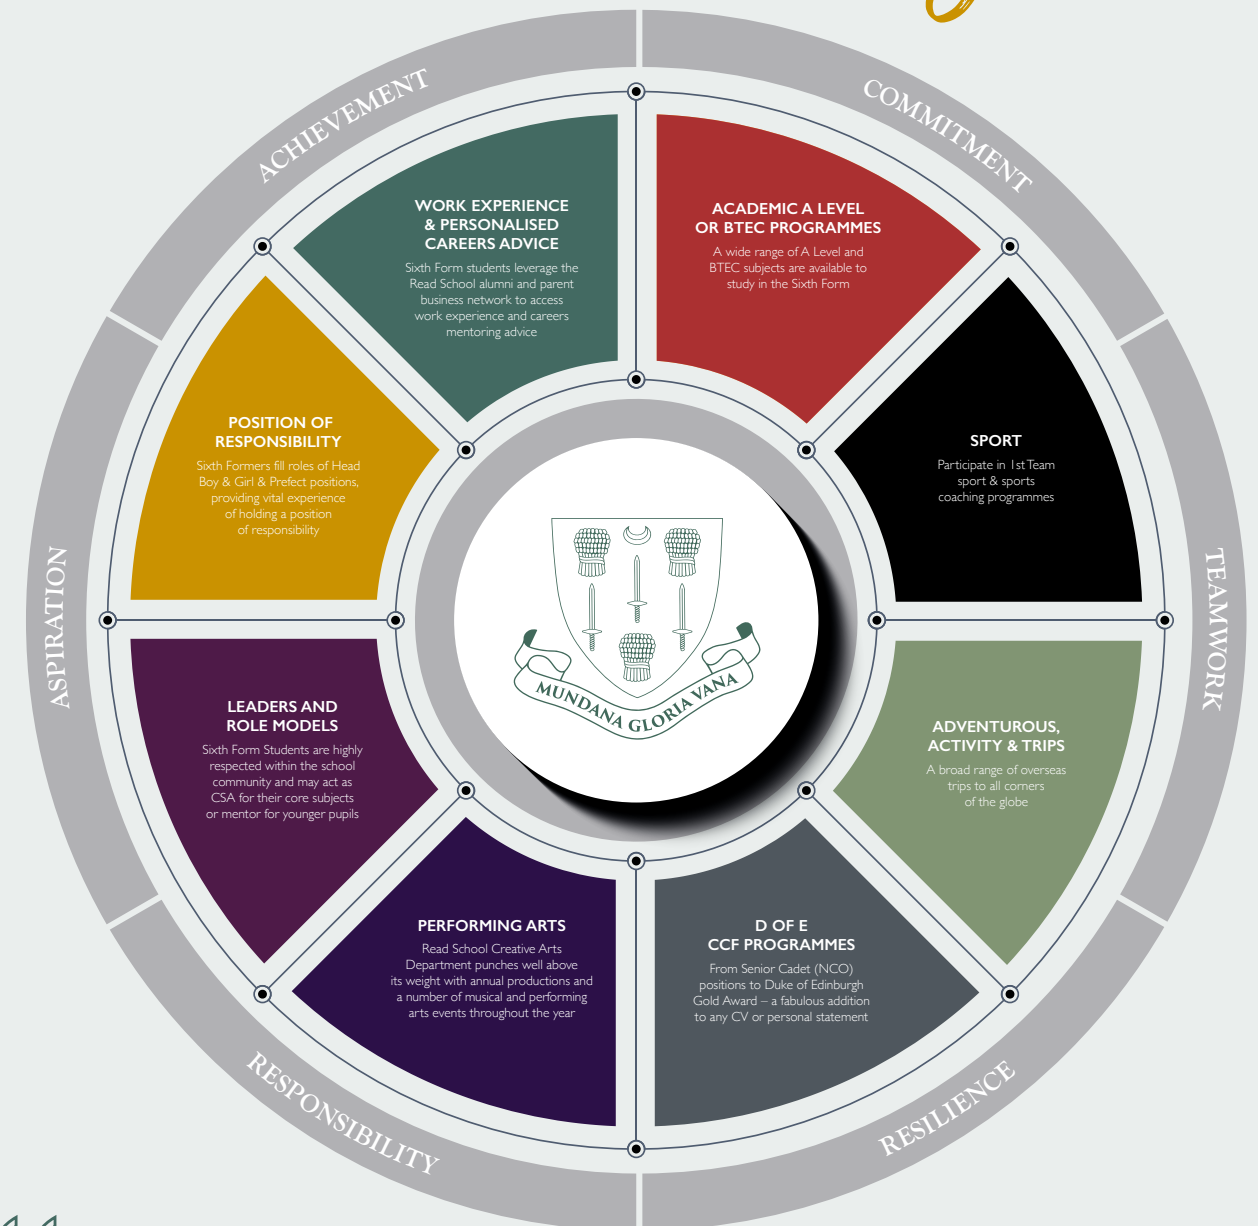 ACHIEVEMENT
COMMITMENT
TEAMWORK
RESILIENCE
RESPONSIBILITY
ASPIRATION
WORK EXPERIENCE
& PERSONALISED
CAREERS ADVICE
Sixth Form students leverage the
Read School alumni and parent
business network to access
work experience and careers
mentoring advice
ACADEMIC A LEVEL
OR BTEC PROGRAMMES
A wide range of A Level and
BTEC subjects are available to
study in the Sixth Form
SPORT
Participate in 1st Team
sport & sports
coaching programmes
ADVENTUROUS,
ACTIVITY & TRIPS
A broad range of overseas
trips to all corners
of the globe
D OF E
CCF PROGRAMMES
From Senior Cadet (NCO)
positions to Duke of Edinburgh
Gold Award – a fabulous addition
to any CV or personal statement
PERFORMING ARTS
Read School Creative Arts
Department punches well above
its weight with annual productions and
a number of musical and performing
arts events throughout the year
LEADERS AND
ROLE MODELS
Sixth Form Students are highly
respected within the school
community and may act as
CSA for their core subjects
or mentor for younger pupils
POSITION OF
RESPONSIBILITY
Sixth Formers fill roles of Head
Boy & Girl & Prefect positions,
providing vital experience
of holding a position
of responsibility
MUNDANA GLORIA VANA